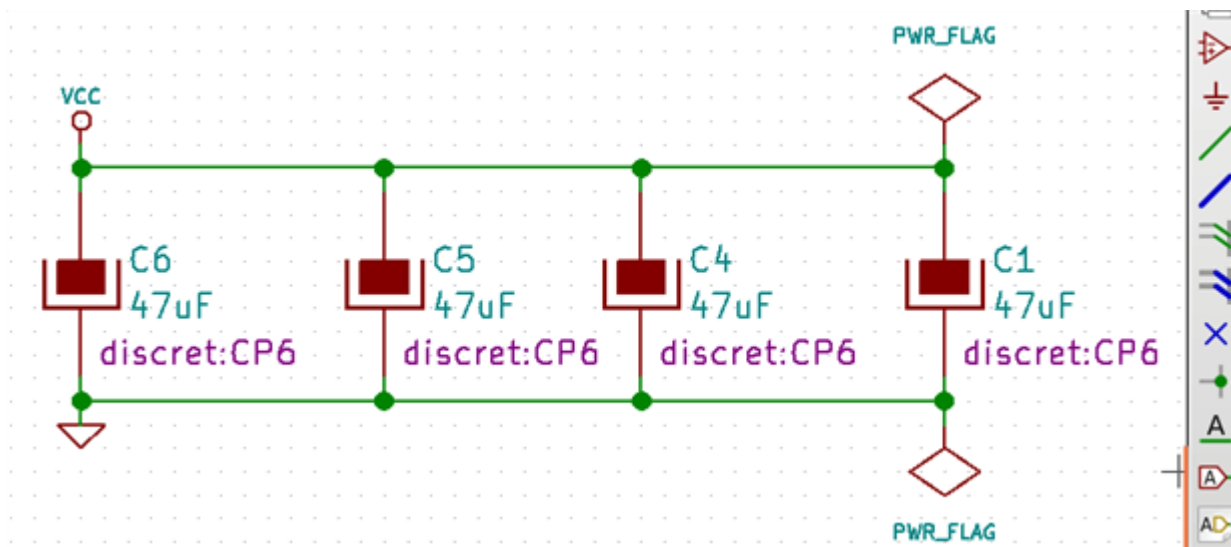 PWR_FLAG
VCC
C6
47uF
discret:CP6
C5
47uF
discret:CP6
C4
47uF
discret:CP6
C1
47uF
discret:CP6
PWR_FLAG
A
A
AD